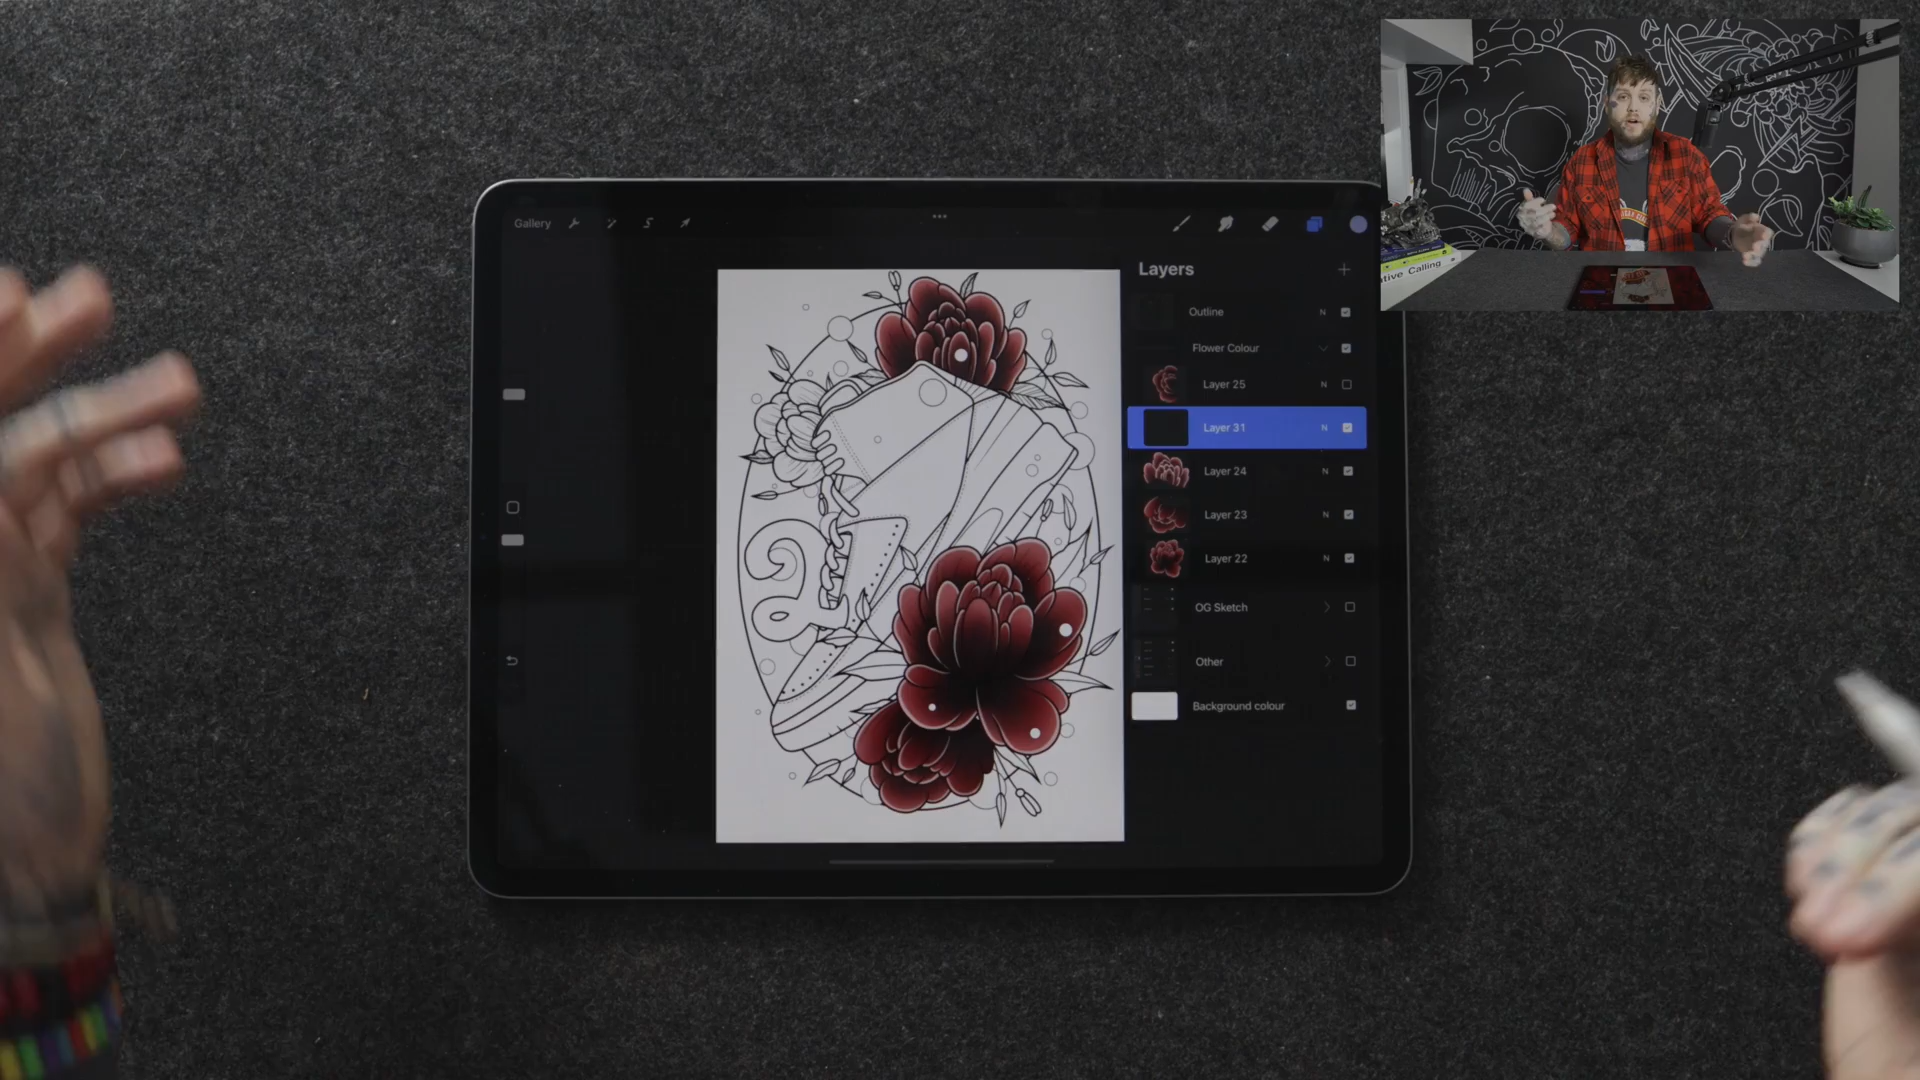 Gallery
Layers
Outline N
Flower Colour
Layer 25 N
Layer 31 N
Layer 24 N
Layer 23 N
Layer 22 N
OG Sketch
Other
Background colour
tive Calling